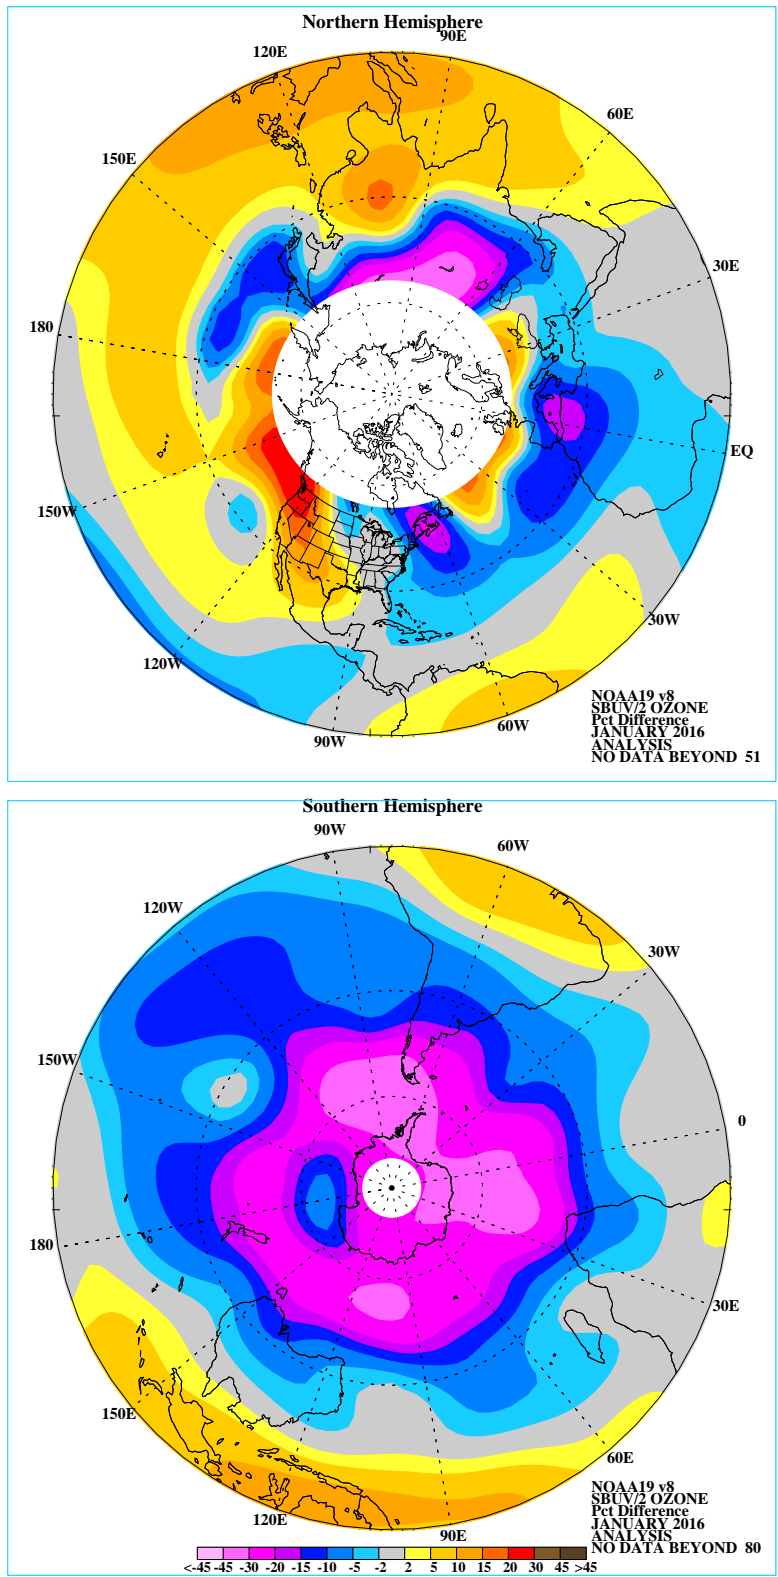 Northern Hemisphere
90E
120E
60E
150E
30E
180
EQ
150W
30W
120W
60W
90W
NOAA19 v8
SBUV/2 OZONE
Pct Difference
JANUARY 2016
ANALYSIS
NO DATA BEYOND 51
Southern Hemisphere
90W
60W
120W
30W
150W
0
180
30E
150E
60E
120E
90E
NOAA19 v8
SBUV/2 OZONE
Pct Difference
JANUARY 2016
ANALYSIS
NO DATA BEYOND 80
<-45 -45 -30 -20 -15 -10 -5 -2 2 5 10 15 20 30 45 >45